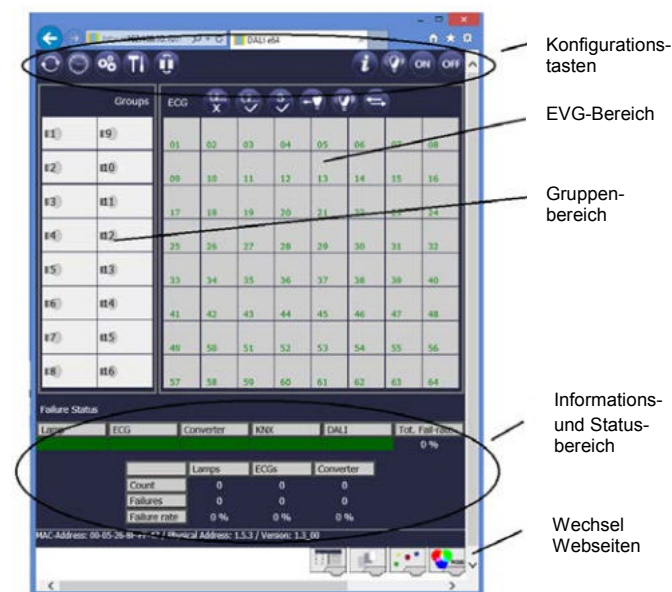 DALI e64
ON OFF
Groups
ECG
01 02 03 04 05 06 07 08
09 10 11 12 13 14 15 16
17 18 19 20 21 22 23 24
25 26 27 28 29 30 31 32
33 34 35 36 37 38 39 40
41 42 43 44 45 46 47 48
49 50 51 52 53 54 55 56
57 58 59 60 61 62 63 64
Failure Status
Lamp ECG Converter KNX DALI Tot. Fail-rate
0 %
Lamps ECGs Converter
Count 0 0 0
Failures 0 0 0
Failure rate 0 % 0 % 0 %
/ Physical Address: 1.5.3 / Version: 1.3_00
Konfigurations-
tasten
EVG-Bereich
Gruppen-
bereich
Informations-
und Status-
bereich
Wechsel
Webseiten